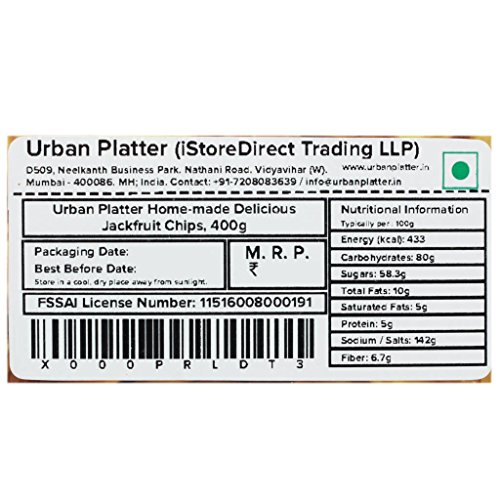 Urban Platter (iStoreDirect Trading LLP)
D509, Neelkanth Business Park. Nathani Road. Vidyavihar (W). www.urbanplatter.in
Mumbai - 400086. MH; India. Contact: +91-7208083639 / info@urbanplatter.in
Urban Platter Home-made Delicious
Jackfruit Chips, 400g
Packaging Date:
Best Before Date:
Store in a cool, dry place away from sunlight.
M. R. P.
₹
FSSAI License Number: 11516008000191
X000PRLDT3
Nutritional Information
Typically per : 100g
Energy (kcal): 433
Carbohydrates: 80g
Sugars: 58.3g
Total Fats: 10g
Saturated Fats: 5g
Protein: 5g
Sodium / Salts: 142g
Fiber: 6.7g